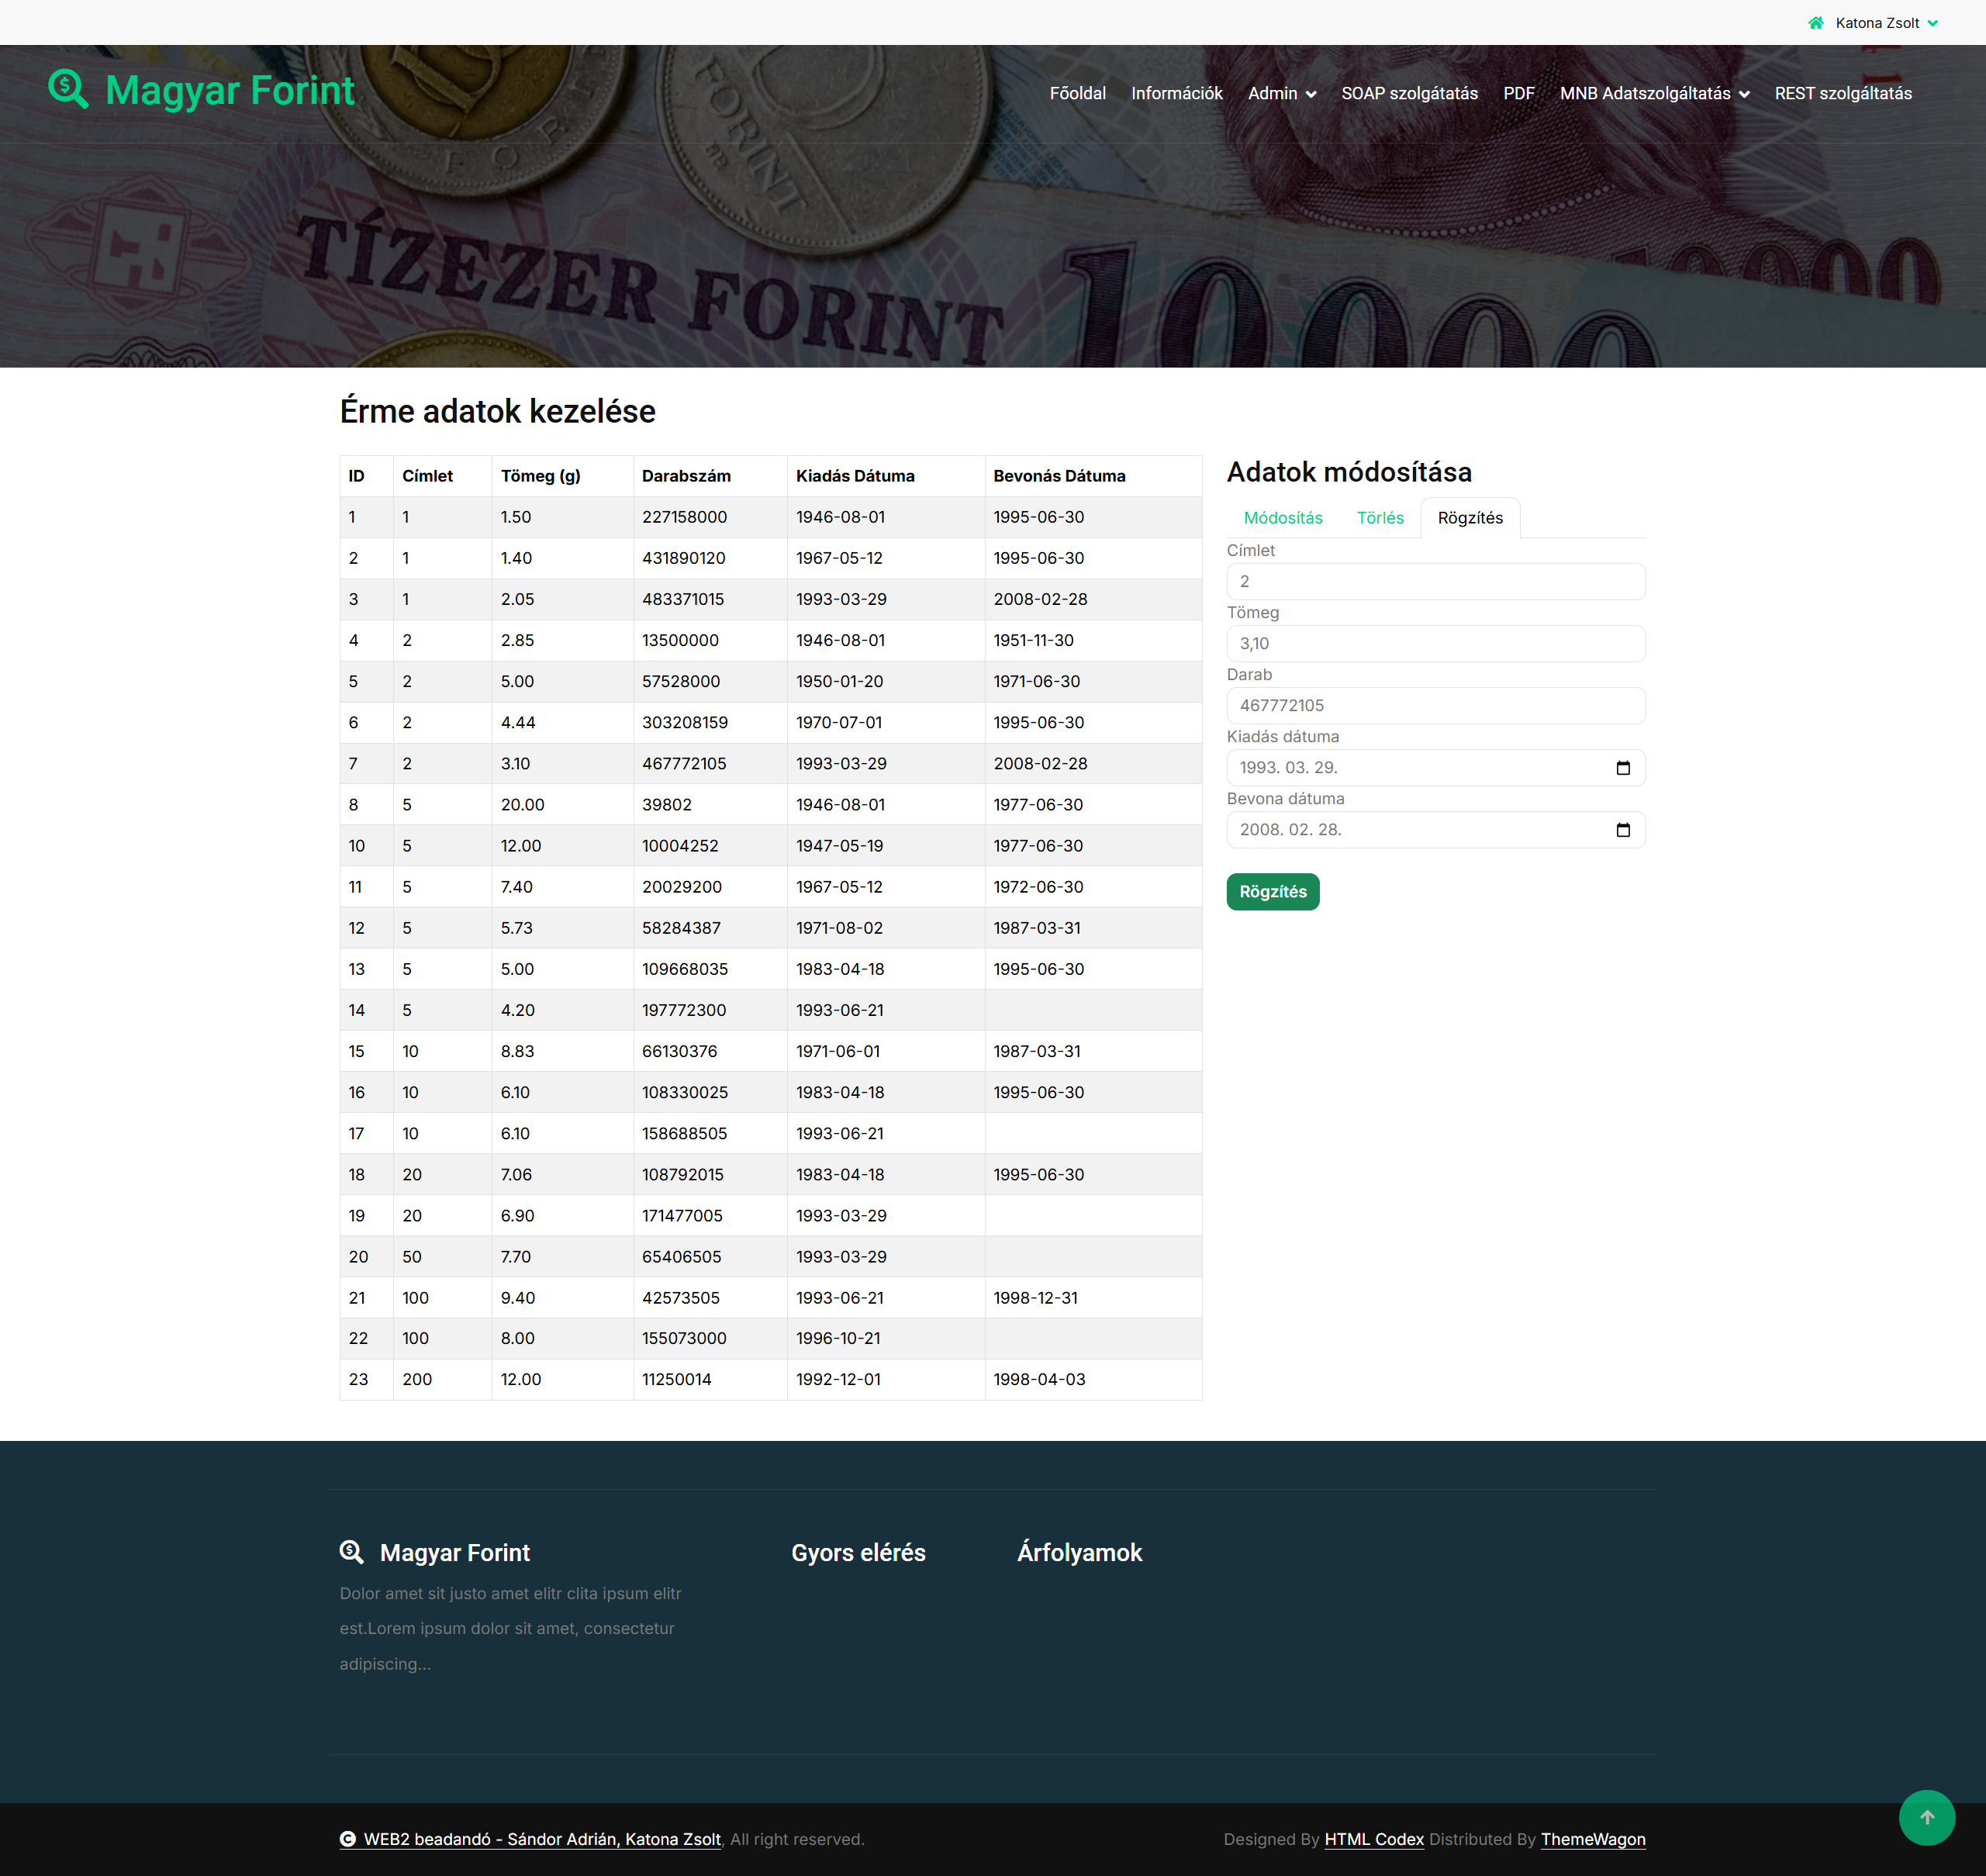 Katona Zsolt
Magyar Forint
Főoldal Információk Admin SOAP szolgátatás PDF MNB Adatszolgáltatás REST szolgáltatás
FORINT
BP.
TÍZEZER FORINT
10000
10000
Érme adatok kezelése
ID Címlet Tömeg (g) Darabszám Kiadás Dátuma Bevonás Dátuma
1 1 1.50 227158000 1946-08-01 1995-06-30
2 1 1.40 431890120 1967-05-12 1995-06-30
3 1 2.05 483371015 1993-03-29 2008-02-28
4 2 2.85 13500000 1946-08-01 1951-11-30
5 2 5.00 57528000 1950-01-20 1971-06-30
6 2 4.44 303208159 1970-07-01 1995-06-30
7 2 3.10 467772105 1993-03-29 2008-02-28
8 5 20.00 39802 1946-08-01 1977-06-30
10 5 12.00 10004252 1947-05-19 1977-06-30
11 5 7.40 20029200 1967-05-12 1972-06-30
12 5 5.73 58284387 1971-08-02 1987-03-31
13 5 5.00 109668035 1983-04-18 1995-06-30
14 5 4.20 197772300 1993-06-21
15 10 8.83 66130376 1971-06-01 1987-03-31
16 10 6.10 108330025 1983-04-18 1995-06-30
17 10 6.10 158688505 1993-06-21
18 20 7.06 108792015 1983-04-18 1995-06-30
19 20 6.90 171477005 1993-03-29
20 50 7.70 65406505 1993-03-29
21 100 9.40 42573505 1993-06-21 1998-12-31
22 100 8.00 155073000 1996-10-21
23 200 12.00 11250014 1992-12-01 1998-04-03
Adatok módosítása
Módosítás Törlés Rögzítés
Címlet
2
Tömeg
3,10
Darab
467772105
Kiadás dátuma
1993. 03. 29.
Bevona dátuma
2008. 02. 28.
Rögzítés
Magyar Forint
Dolor amet sit justo amet elitr clita ipsum elitr
est.Lorem ipsum dolor sit amet, consectetur
adipiscing...
Gyors elérés
Árfolyamok
WEB2 beadandó - Sándor Adrián, Katona Zsolt, All right reserved.
Designed By HTML Codex Distributed By ThemeWagon